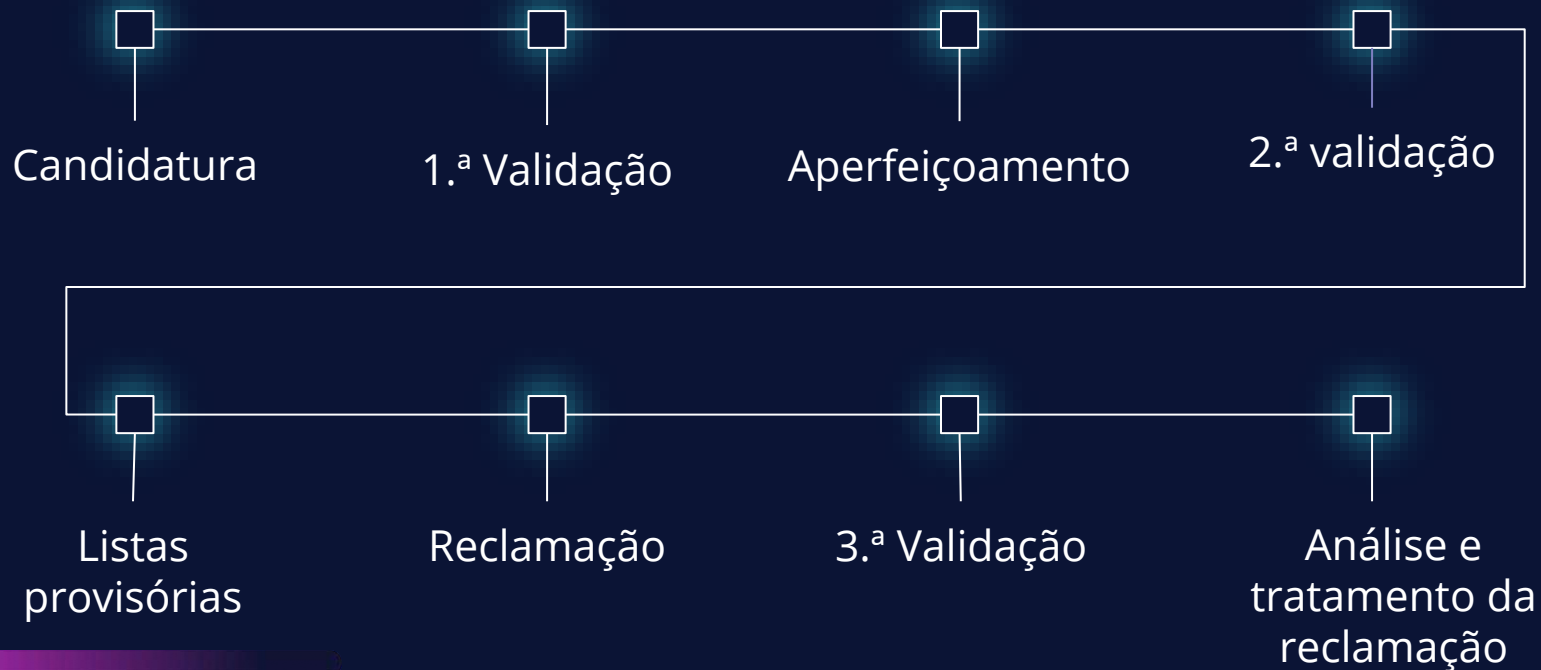 Candidatura
1.ª Validação
Aperfeiçoamento
2.ª validação
Listas
provisórias
Reclamação
3.ª Validação
Análise e
tratamento da
reclamação